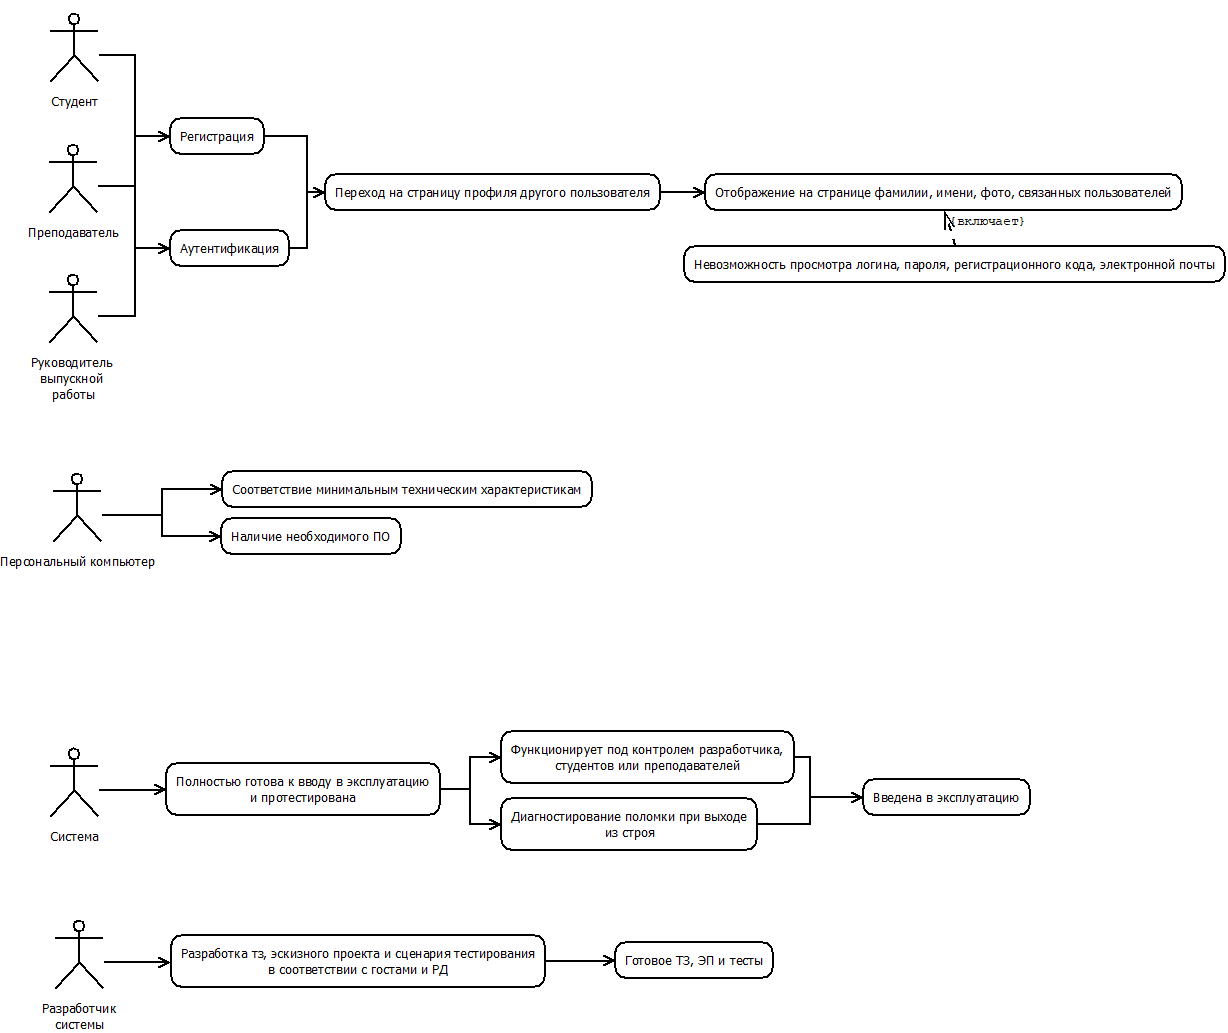 Студент
Регистрация
Преподаватель
Аутентификация
Переход на страницу профиля другого пользователя
Отображение на странице фамилии, имени, фото, связанных пользователей
{включает}
Невозможность просмотра логина, пароля, регистрационного кода, электронной почты
Руководитель
выпускной
работы
Персональный компьютер
Соответствие минимальным техническим характеристикам
Наличие необходимого ПО
Система
Полностью готова к вводу в эксплуатацию
и протестирована
Функционирует под контролем разработчика,
студентов или преподавателей
Диагностирование поломки при выходе
из строя
Введена в эксплуатацию
Разработчик
системы
Разработка тз, эскизного проекта и сценария тестирования
в соответствии с гостами и РД
Готовое ТЗ, ЭП и тесты